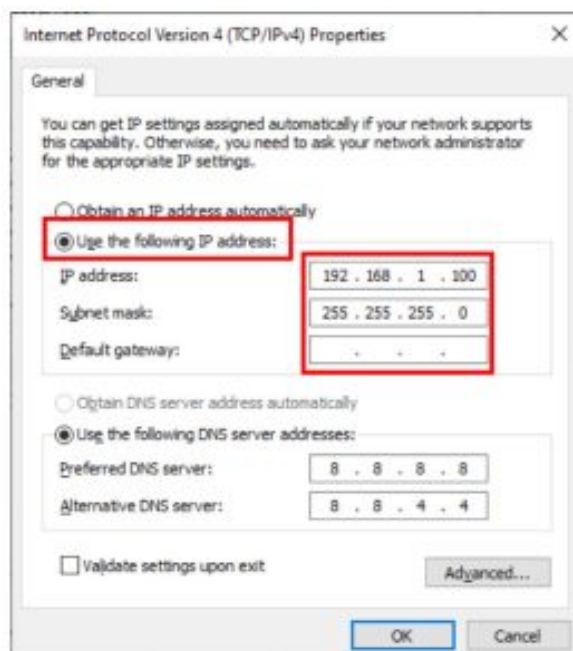 Internet Protocol Version 4 (TCP/IPv4) Properties
General
You can get IP settings assigned automatically if your network supports
this capability. Otherwise, you need to ask your network administrator
for the appropriate IP settings.
Obtain an IP address automatically
Use the following IP address:
IP address: 192 . 168 . 1 . 100
Subnet mask: 255 . 255 . 255 . 0
Default gateway: . . .
Obtain DNS server address automatically
Use the following DNS server addresses:
Preferred DNS server: 8 . 8 . 8 . 8
Alternative DNS server: 8 . 8 . 4 . 4
Validate settings upon exit
Advanced...
OK Cancel